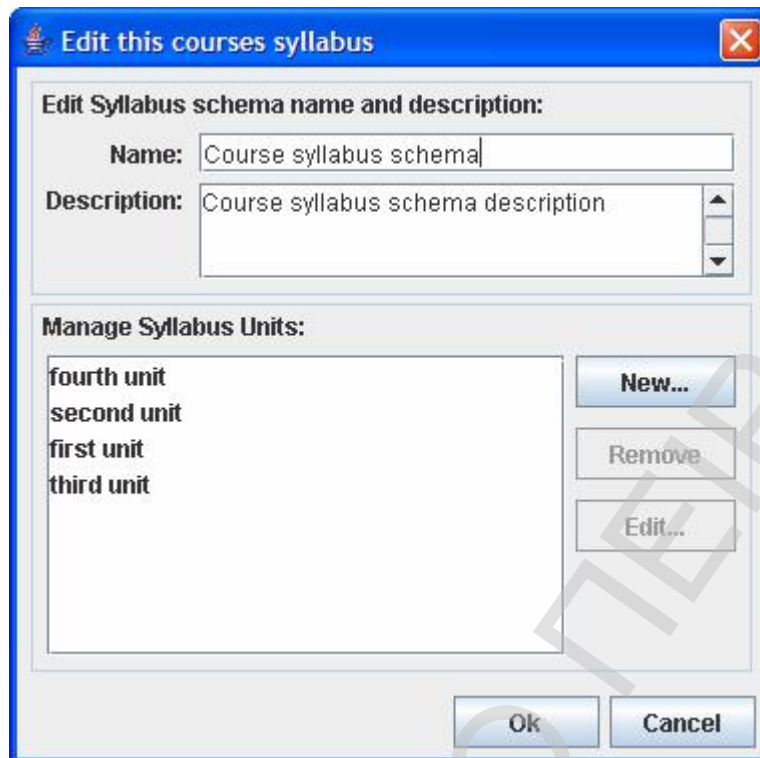 Edit this courses syllabus
Edit Syllabus schema name and description:
Name: Course syllabus schema
Description: Course syllabus schema description
Manage Syllabus Units:
fourth unit
second unit
first unit
third unit
New...
Remove
Edit...
Ok Cancel